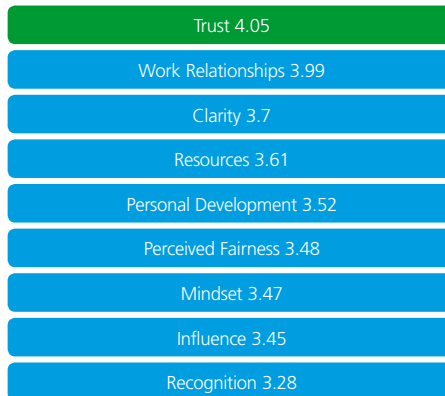 Trust 4.05
Work Relationships 3.99
Clarity 3.7
Resources 3.61
Personal Development 3.52
Perceived Fairness 3.48
Mindset 3.47
Influence 3.45
Recognition 3.28